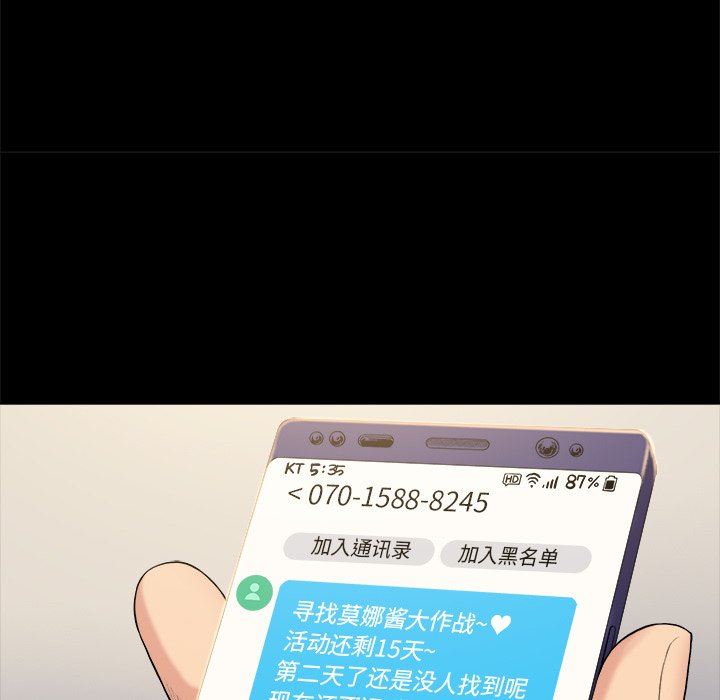 KT 5:35 HD 87%
< 070-1588-8245
加入通讯录 加入黑名单
寻找莫娜酱大作战~♥
活动还剩15天~
第二天了还是没人找到呢